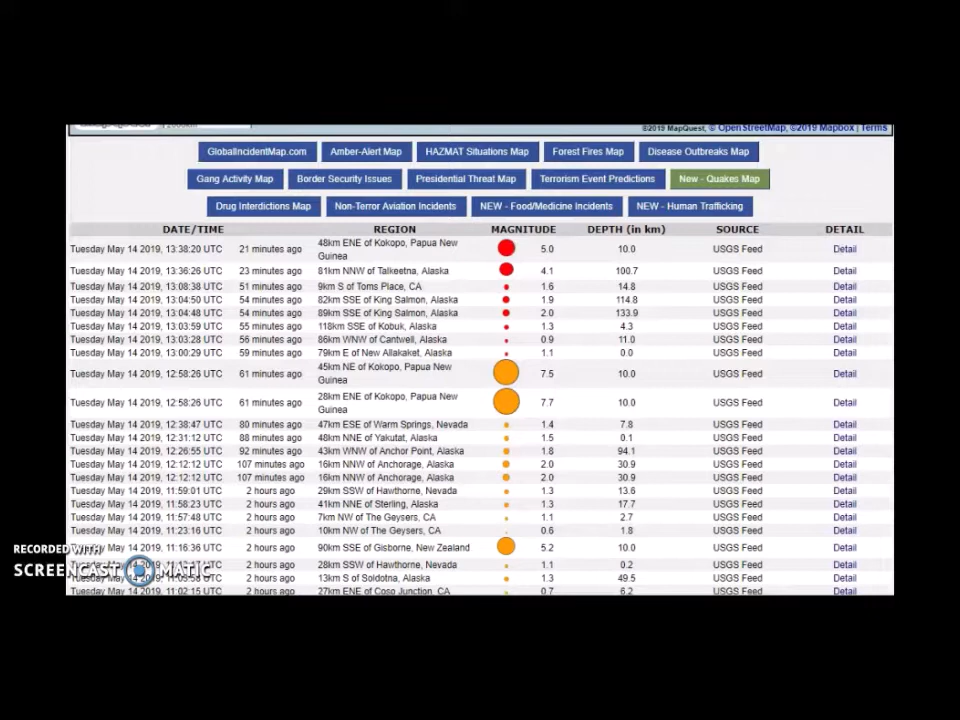 ©2019 MapQuest, © OpenStreetMap, ©2019 Mapbox | Terms
GlobalIncidentMap.com Amber-Alert Map HAZMAT Situations Map Forest Fires Map Disease Outbreaks Map
Gang Activity Map Border Security Issues Presidential Threat Map Terrorism Event Predictions New - Quakes Map
Drug Interdictions Map Non-Terror Aviation Incidents NEW - Food/Medicine Incidents NEW - Human Trafficking
DATE/TIME REGION MAGNITUDE DEPTH (in km) SOURCE DETAIL
Tuesday May 14 2019, 13:38:20 UTC 21 minutes ago 48km ENE of Kokopo, Papua New
Guinea 5.0 10.0 USGS Feed Detail
Tuesday May 14 2019, 13:36:26 UTC 23 minutes ago 81km NNW of Talkeetna, Alaska 4.1 100.7 USGS Feed Detail
Tuesday May 14 2019, 13:08:38 UTC 51 minutes ago 9km S of Toms Place, CA 1.6 14.8 USGS Feed Detail
Tuesday May 14 2019, 13:04:50 UTC 54 minutes ago 82km SSE of King Salmon, Alaska 1.9 114.8 USGS Feed Detail
Tuesday May 14 2019, 13:04:48 UTC 54 minutes ago 89km SSE of King Salmon, Alaska 2.0 133.9 USGS Feed Detail
Tuesday May 14 2019, 13:03:59 UTC 55 minutes ago 118km SSE of Kobuk, Alaska 1.3 4.3 USGS Feed Detail
Tuesday May 14 2019, 13:03:28 UTC 56 minutes ago 86km WNW of Cantwell, Alaska 0.9 11.0 USGS Feed Detail
Tuesday May 14 2019, 13:00:29 UTC 59 minutes ago 79km E of New Allakaket, Alaska 1.1 0.0 USGS Feed Detail
Tuesday May 14 2019, 12:58:26 UTC 61 minutes ago 45km NE of Kokopo, Papua New
Guinea 7.5 10.0 USGS Feed Detail
Tuesday May 14 2019, 12:58:26 UTC 61 minutes ago 28km ENE of Kokopo, Papua New
Guinea 7.7 10.0 USGS Feed Detail
Tuesday May 14 2019, 12:38:47 UTC 80 minutes ago 47km ESE of Warm Springs, Nevada 1.4 7.8 USGS Feed Detail
Tuesday May 14 2019, 12:31:12 UTC 88 minutes ago 48km NE of Yakutat, Alaska 1.5 0.1 USGS Feed Detail
Tuesday May 14 2019, 12:26:55 UTC 92 minutes ago 43km WNW of Anchor Point, Alaska 1.8 94.1 USGS Feed Detail
Tuesday May 14 2019, 12:12:12 UTC 107 minutes ago 16km NNW of Anchorage, Alaska 2.0 30.9 USGS Feed Detail
Tuesday May 14 2019, 12:12:12 UTC 107 minutes ago 16km NNW of Anchorage, Alaska 2.0 30.9 USGS Feed Detail
Tuesday May 14 2019, 11:59:01 UTC 2 hours ago 29km SSW of Hawthorne, Nevada 1.3 13.6 USGS Feed Detail
Tuesday May 14 2019, 11:58:23 UTC 2 hours ago 41km NNE of Sterling, Alaska 1.3 17.7 USGS Feed Detail
Tuesday May 14 2019, 11:57:48 UTC 2 hours ago 7km NW of The Geysers, CA 1.1 2.7 USGS Feed Detail
Tuesday May 14 2019, 11:23:16 UTC 2 hours ago 10km NW of The Geysers, CA 0.6 1.8 USGS Feed Detail
May 14 2019, 11:16:36 UTC 2 hours ago 90km SSE of Gisborne, New Zealand 5.2 10.0 USGS Feed Detail
2 hours ago 28km SSW of Hawthorne, Nevada 1.1 0.2 USGS Feed Detail
2 hours ago 13km S of Soldotna, Alaska 1.3 49.5 USGS Feed Detail
Tuesday May 14 2019, 11:02:15 UTC 2 hours ago 27km ENE of Coso Junction, CA 0.7 6.2 USGS Feed Detail
RECORDED WITH
SCREENCAST MATIC